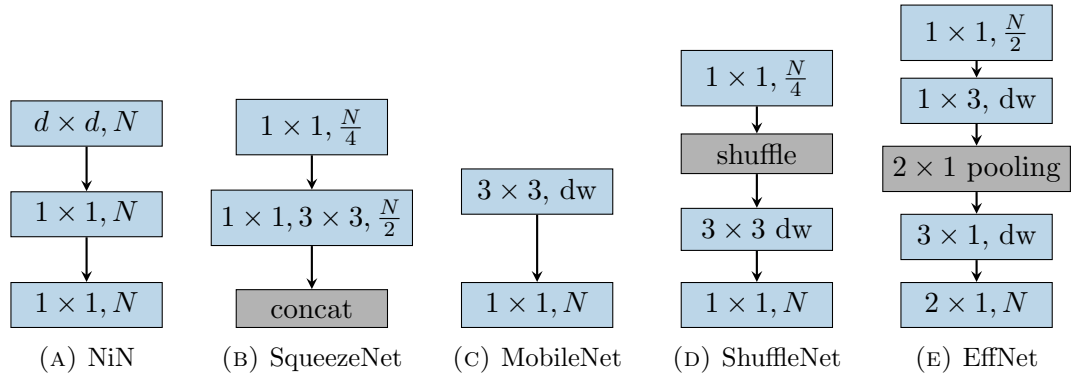 d × d, N
1 × 1, N
1 × 1, N
(A) NiN
1 × 1, N/4
1 × 1, 3 × 3, N/2
concat
(B) SqueezeNet
3 × 3, dw
1 × 1, N
(C) MobileNet
1 × 1, N/4
shuffle
3 × 3 dw
1 × 1, N
(D) ShuffleNet
1 × 1, N/2
1 × 3, dw
2 × 1 pooling
3 × 1, dw
2 × 1, N
(E) EffNet